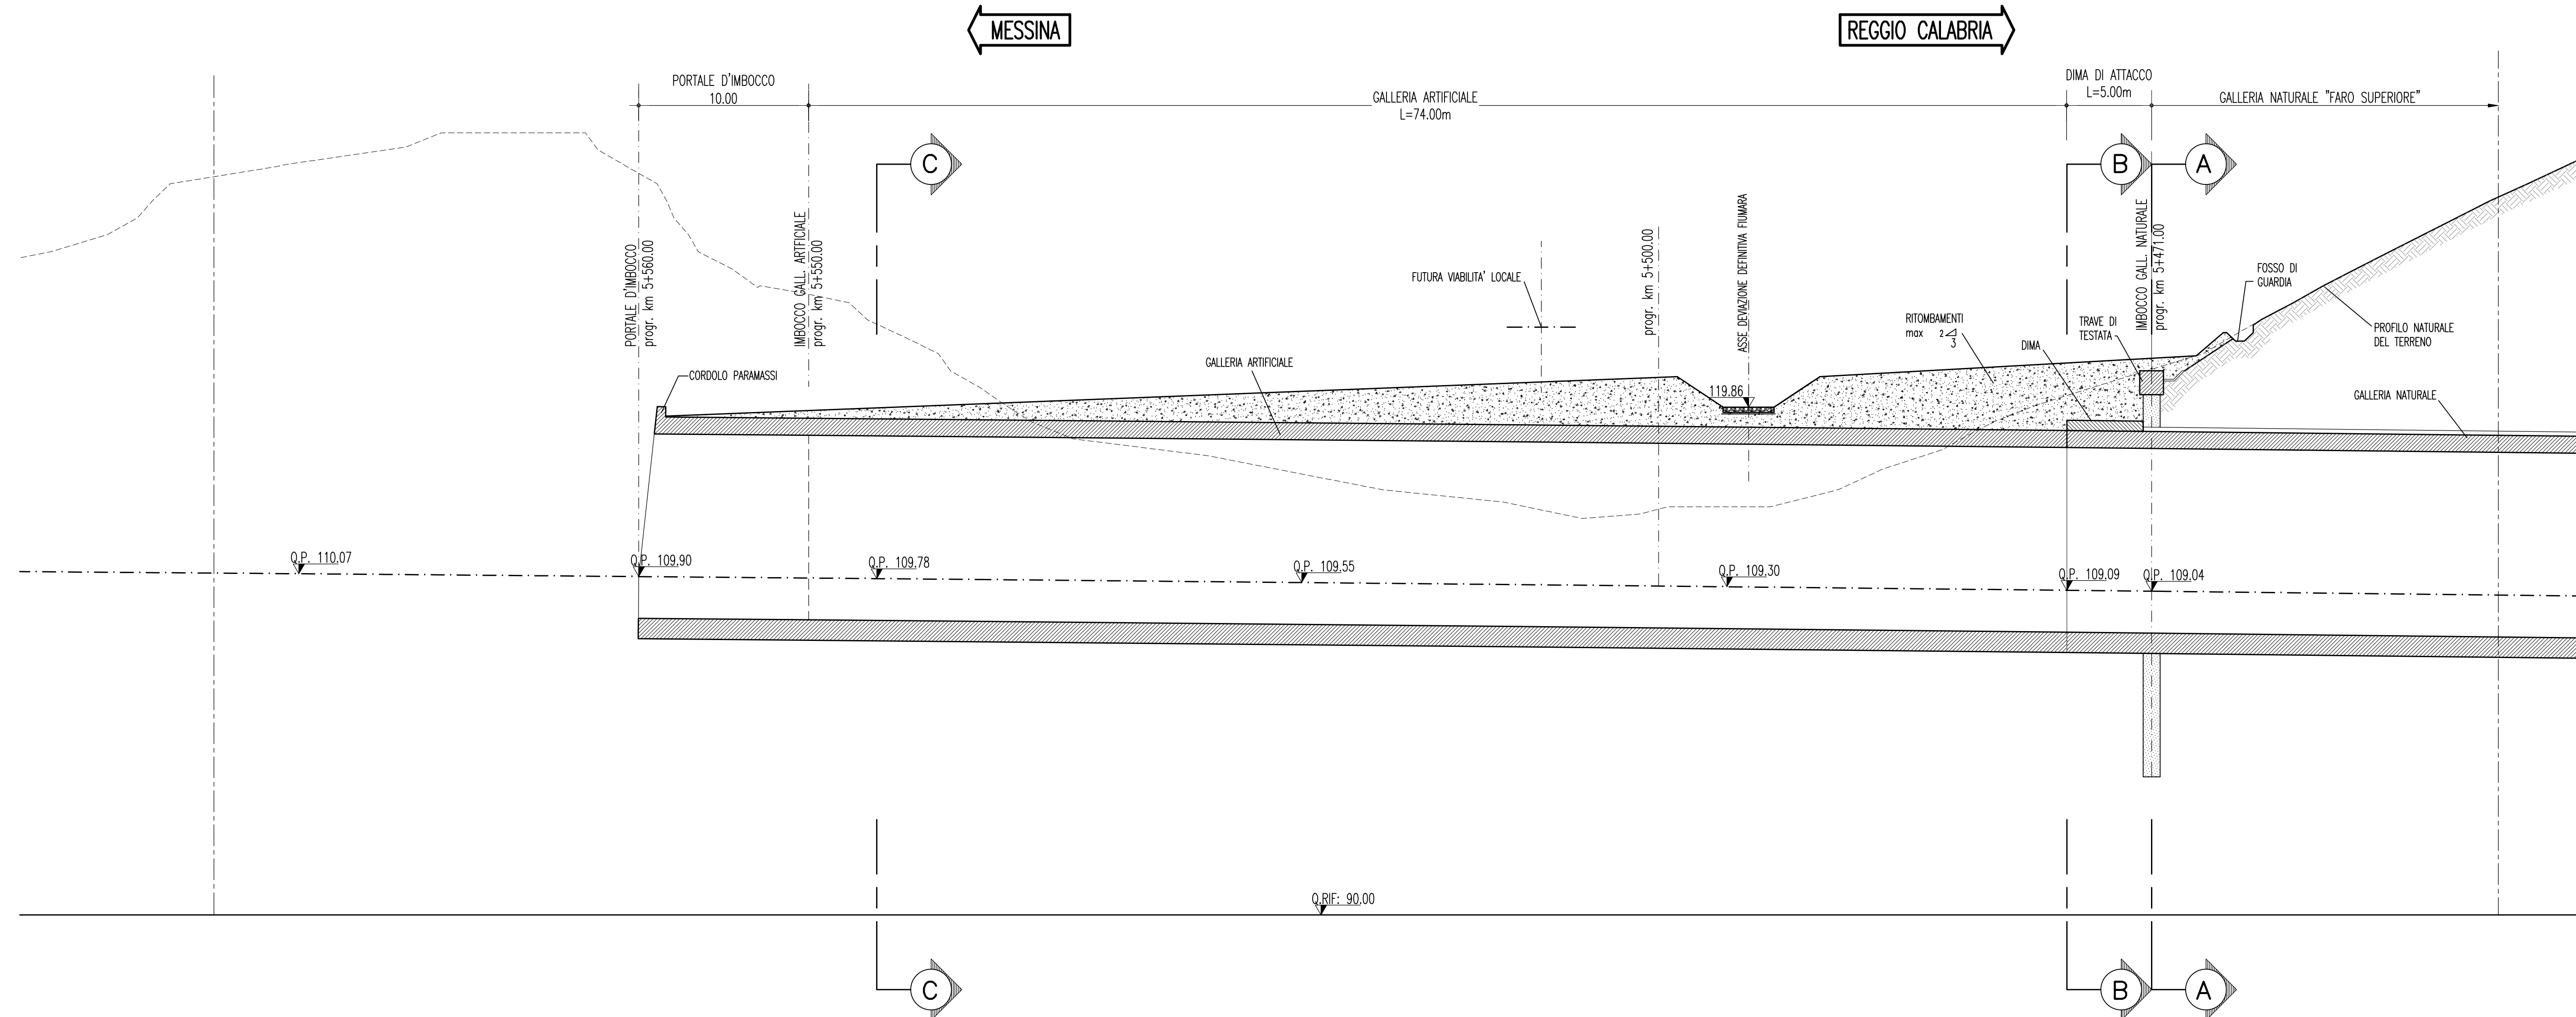 MESSINA
REGGIO CALABRIA
PORTALE D'IMBOCCO
10.00
GALLERIA ARTIFICIALE
L=74.00m
DIMA DI ATTACCO
L=5.00m
GALLERIA NATURALE "FARO SUPERIORE"
C
B
A
PORTALE D'IMBOCCO
progr. km 5+560.00
IMBOCCO GALL. ARTFICIALE
progr. km 5+550.00
FUTURA VIABILITA' LOCALE
progr. km 5+500.00
ASSE DEVIAZIONE DEFINITIVA FIUMARA
IMBOCCO GALL. NATURALE
progr. km 5+471.00
FOSSO DI
GUARDIA
RITOMBAMENTI
max 2
3
TRAVE DI
TESTATA
DIMA
PROFILO NATURALE
DEL TERRENO
GALLERIA ARTIFICIALE
CORDOLO PARAMASSI
119.86
GALLERIA NATURALE
Q.P. 110.07
Q.P. 109.90
Q.P. 109.78
Q.P. 109.55
Q.P. 109.30
Q.P. 109.09
Q.P. 109.04
Q.RIF: 90.00
C
B
A